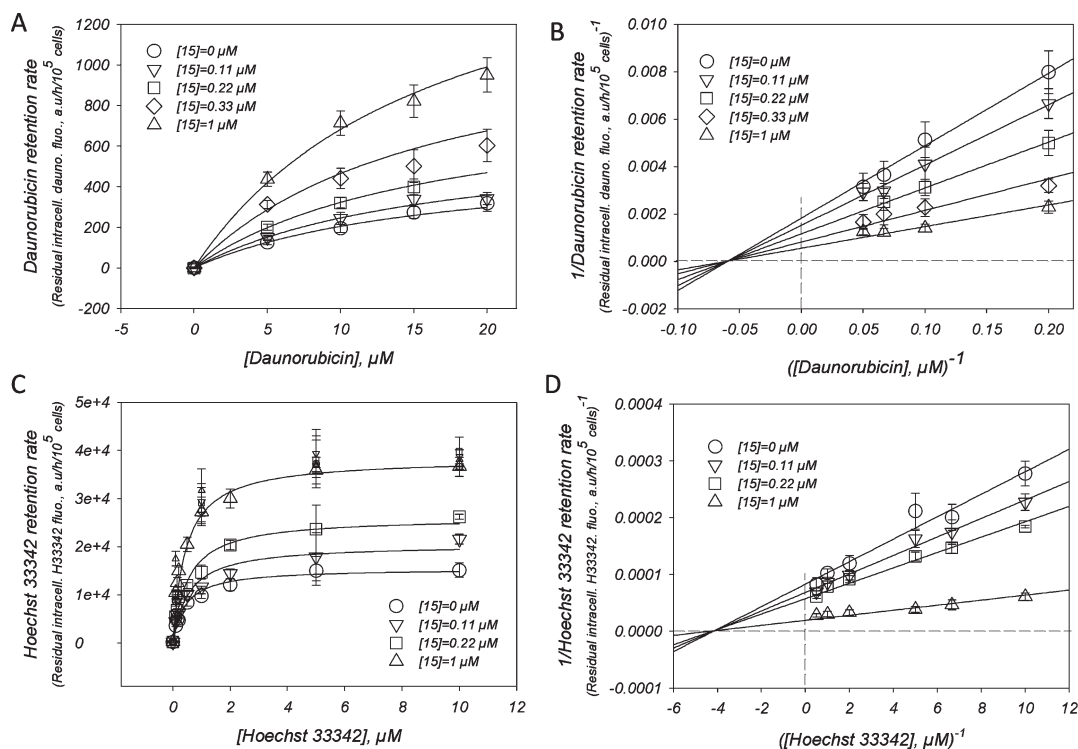 A
Daunorubicin retention rate
(Residual intracell. dauno. fluo., a.u/h/10^5 cells)
1200
1000
800
600
400
200
0
-200
-5
0
5
10
15
20
[Daunorubicin], µM
[15]=0 µM
[15]=0.11 µM
[15]=0.22 µM
[15]=0.33 µM
[15]=1 µM
B
1/Daunorubicin retention rate
(Residual intracell. dauno. fluo., a.u/h/10^5 cells)^-1
0.010
0.008
0.006
0.004
0.002
0.000
-0.002
-0.10
-0.05
0.00
0.05
0.10
0.15
0.20
([Daunorubicin], µM)^-1
[15]=0 µM
[15]=0.11 µM
[15]=0.22 µM
[15]=0.33 µM
[15]=1 µM
C
Hoechst 33342 retention rate
(Residual intracell. H33342 fluo., a.u/h/10^5 cells)
5e+4
4e+4
3e+4
2e+4
1e+4
0
0
2
4
6
8
10
12
[Hoechst 33342], µM
[15]=0 µM
[15]=0.11 µM
[15]=0.22 µM
[15]=1 µM
D
1/Hoechst 33342 retention rate
(Residual intracell. H33342. fluo., a.u/h/10^5 cells)^-1
0.0004
0.0003
0.0002
0.0001
0.0000
-0.0001
-6
-4
-2
0
2
4
6
8
10
12
([Hoechst 33342], µM)^-1
[15]=0 µM
[15]=0.11 µM
[15]=0.22 µM
[15]=1 µM